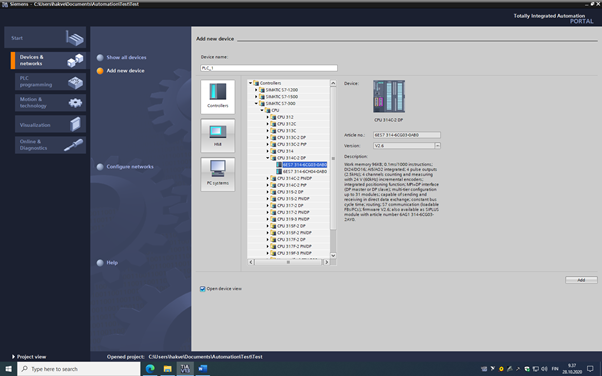 Siemens - C:\Users\hakve\Documents\Automation\Test\Test
Totally Integrated Automation
PORTAL
Start
Devices &
networks
PLC
programming
Motion &
technology
Visualization
Online &
Diagnostics
Show all devices
Add new device
Configure networks
Help
Add new device
Device name:
PLC_1
Controllers
HMI
PC systems
Controllers
SIMATIC S7-1200
SIMATIC S7-1500
SIMATIC S7-300
CPU
CPU 312
CPU 312C
CPU 313C
CPU 313C-2 DP
CPU 313C-2 PtP
CPU 314
CPU 314C-2 DP
6ES7 314-6CG03-0AB0
6ES7 314-6CH04-0AB0
CPU 314C-2 PN/DP
CPU 314C-2 PtP
CPU 315-2 DP
CPU 315-2 PN/DP
CPU 317-2 DP
CPU 317-2 PN/DP
CPU 319-3 PN/DP
CPU 315F-2 DP
CPU 315F-2 PN/DP
CPU 317F-2 DP
CPU 317F-2 PN/DP
CPU 319F-3 PN/DP
Device:
CPU 314C-2 DP
Article no.:
6ES7 314-6CG03-0AB0
Version:
V2.6
Description:
Work memory 96KB; 0.1ms/1000 instructions;
DI24/DO16; AI5/AO2 integrated; 4 pulse outputs
(2.5kHz); 4 channels: counting and measuring
with 24 V (60kHz) incremental encoders;
integrated positioning function; MPI+DP interface
(DP master or DP slave); multi-tier configuration
up to 31 modules; capable of sending and
receiving in direct data exchange; constant bus
cycle time; routing; S7 communication (loadable
FBs/FCs); firmware V2.6; also available as SIPLUS
module with article number 6AG1 314-6CG03-
2AY0
Open device view
Add
Project view
Opened project: C:\Users\hakve\Documents\Automation\Test\Test
Type here to search
TIA
V15
FIN
9.37
28.10.2020